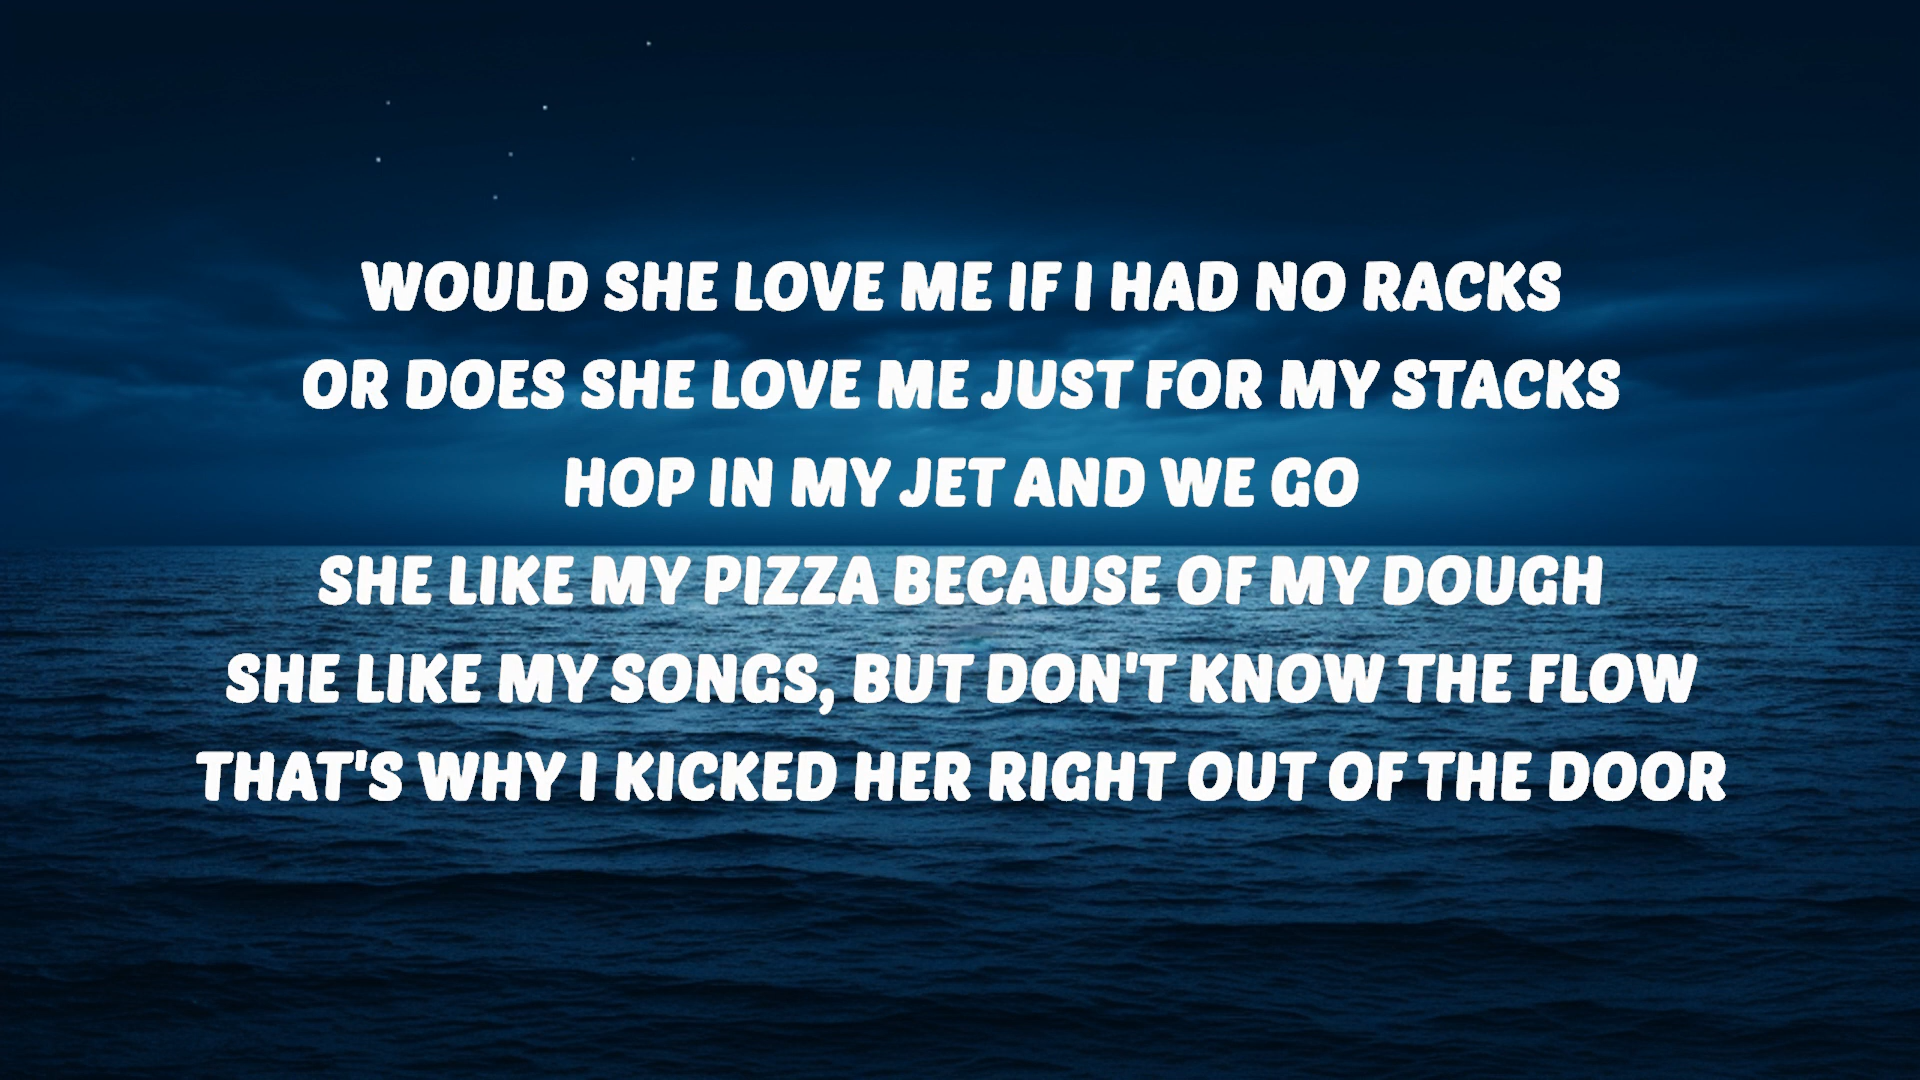 WOULD SHE LOVE ME IF I HAD NO RACKS
OR DOES SHE LOVE ME JUST FOR MY STACKS
HOP IN MY JET AND WE GO
SHE LIKE MY PIZZA BECAUSE OF MY DOUGH
SHE LIKE MY SONGS, BUT DON'T KNOW THE FLOW
THAT'S WHY I KICKED HER RIGHT OUT OF THE DOOR